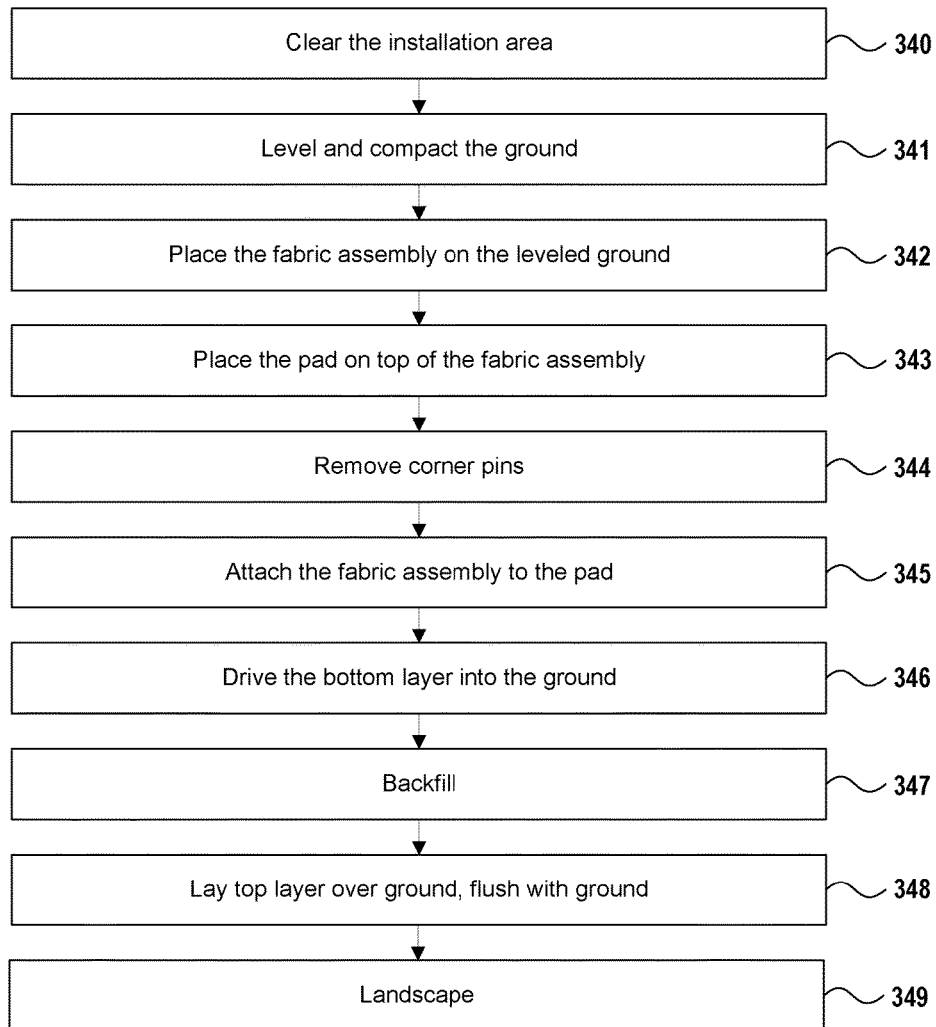 Clear the installation area 340
Level and compact the ground 341
Place the fabric assembly on the leveled ground 342
Place the pad on top of the fabric assembly 343
Remove corner pins 344
Attach the fabric assembly to the pad 345
Drive the bottom layer into the ground 346
Backfill 347
Lay top layer over ground, flush with ground 348
Landscape 349